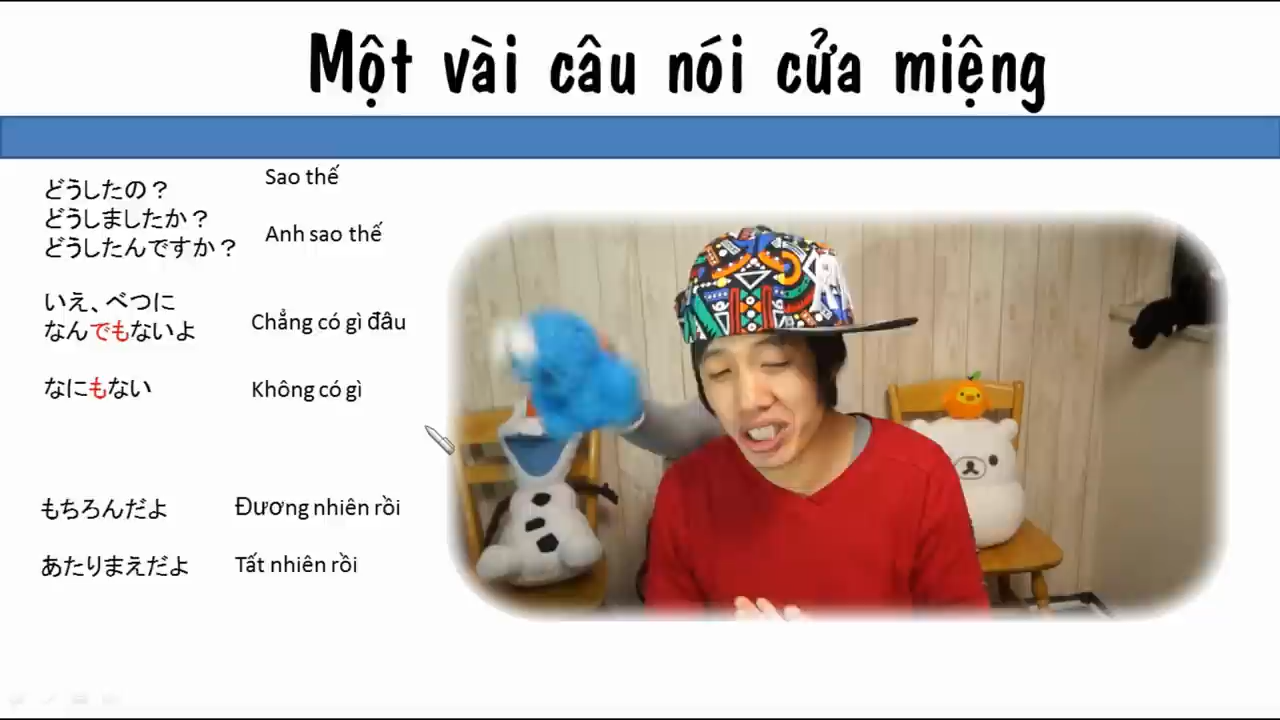 Một vài câu nói cửa miệng
どうしたの？
Sao thế
どうしましたか？
どうしたんですか？
Anh sao thế
いえ、べつに
なんでもないよ
Chẳng có gì đâu
なにもない
Không có gì
もちろんだよ
Đương nhiên rồi
あたりまえだよ
Tất nhiên rồi